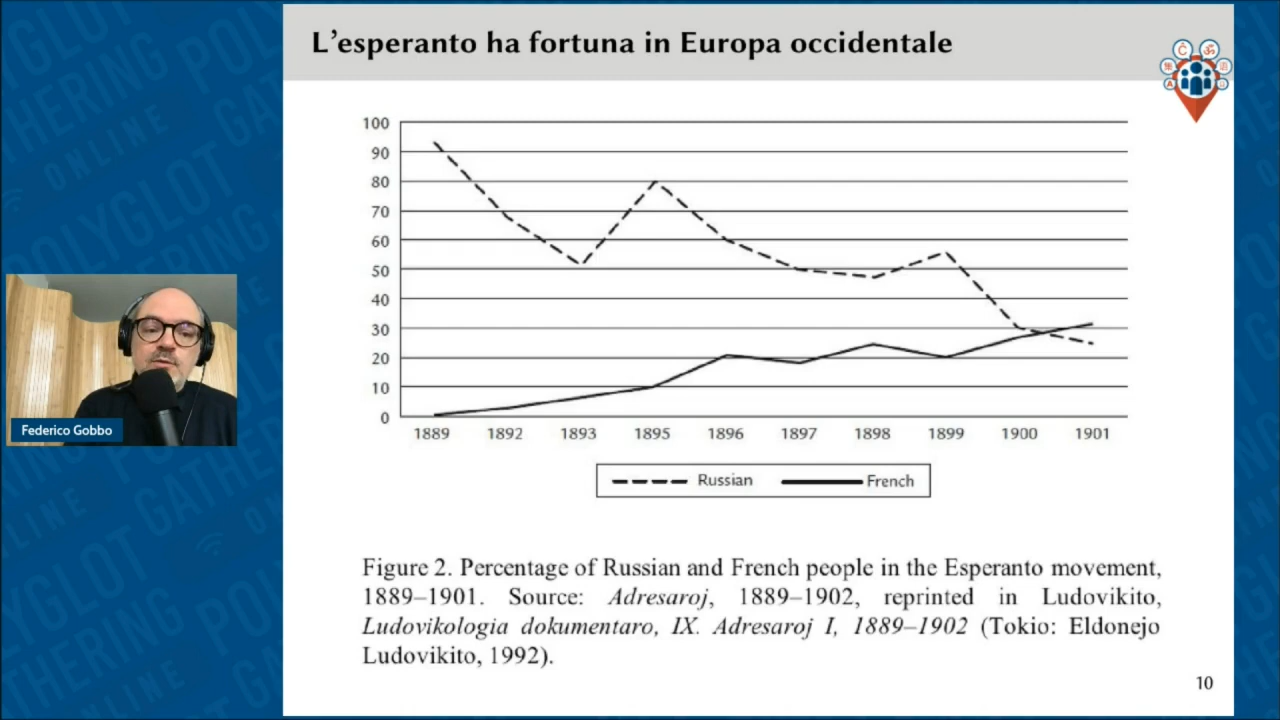 L'esperanto ha fortuna in Europa occidentale
100
90
80
70
60
50
40
30
20
10
0
1889 1892 1893 1895 1896 1897 1898 1899 1900 1901
Russian French
Federico Gobbo
Figure 2. Percentage of Russian and French people in the Esperanto movement,
1889–1901. Source: Adresaroj, 1889–1902, reprinted in Ludovikito,
Ludovikologia dokumentaro, IX. Adresaroj I, 1889–1902 (Tokio: Eldonejo
Ludovikito, 1992).
10
POLYGLOT
GATHERING
ONLINE